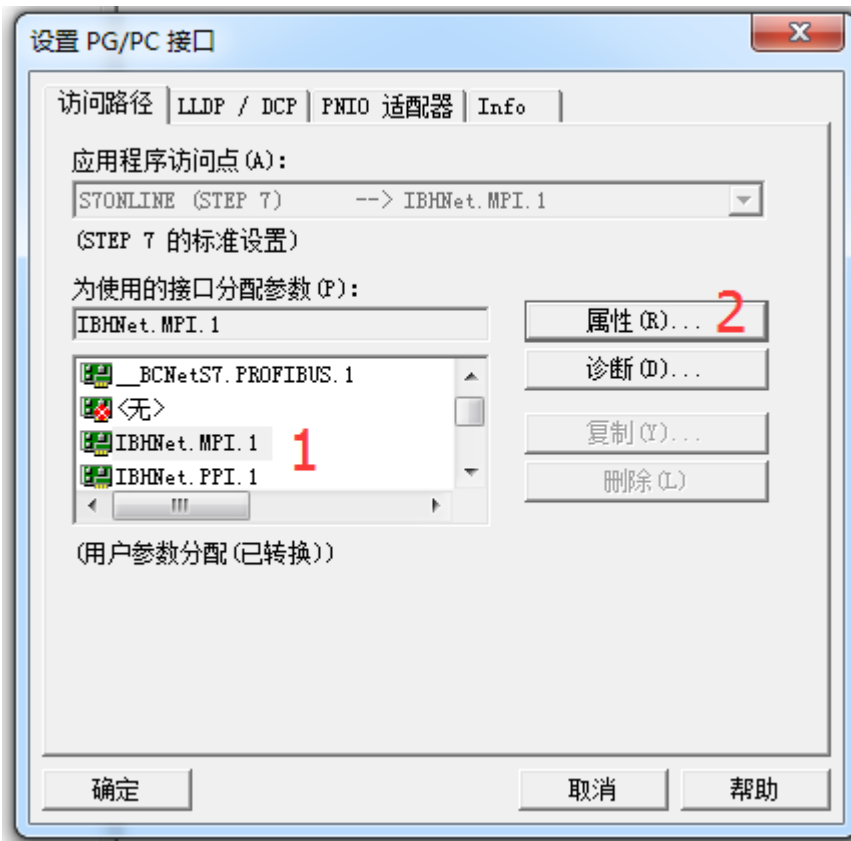 设置 PG/PC 接口
访问路径 LLDP / DCP PNIO 适配器 Info
应用程序访问点(A):
S7ONLINE (STEP 7) --> IBHNet.MPI.1
(STEP 7 的标准设置)
为使用的接口分配参数(P):
IBHNet.MPI.1
属性(R)... 2
__BCNetS7.PROFIBUS.1
诊断(D)...
<无>
IBHNet.MPI.1 1
复制(Y)...
IBHNet.PPI.1
删除(L)
(用户参数分配(已转换))
确定 取消 帮助